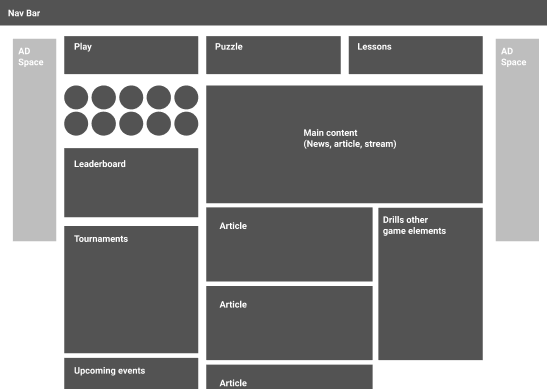 Nav Bar
AD
Space
Play
Puzzle
Lessons
AD
Space
Main content
(News, article, stream)
Leaderboard
Article
Drills other
game elements
Tournaments
Article
Upcoming events
Article